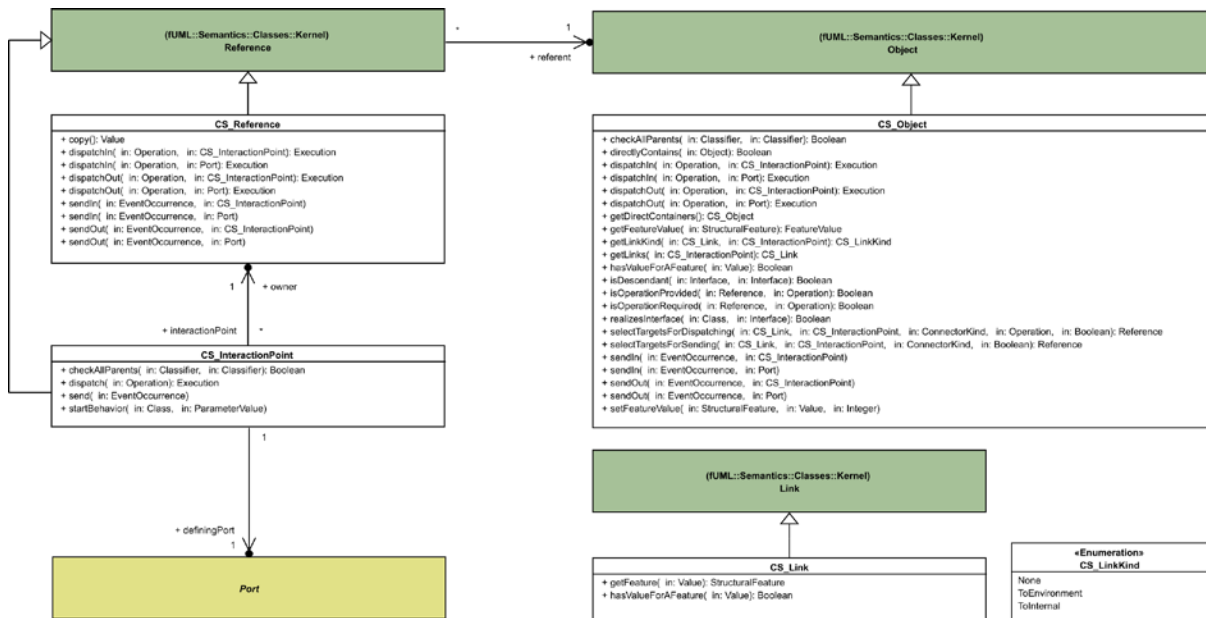 (fUML::Semantics::Classes::Kernel)
Reference
*
1
+ referent
(fUML::Semantics::Classes::Kernel)
Object
CS_Reference
+ copy(): Value
+ dispatchIn( in: Operation, in: CS_InteractionPoint): Execution
+ dispatchIn( in: Operation, in: Port): Execution
+ dispatchOut( in: Operation, in: CS_InteractionPoint): Execution
+ dispatchOut( in: Operation, in: Port): Execution
+ sendIn( in: EventOccurrence, in: CS_InteractionPoint)
+ sendIn( in: EventOccurrence, in: Port)
+ sendOut( in: EventOccurrence, in: CS_InteractionPoint)
+ sendOut( in: EventOccurrence, in: Port)
1
+ owner
+ interactionPoint
*
CS_InteractionPoint
+ checkAllParents( in: Classifier, in: Classifier): Boolean
+ dispatch( in: Operation): Execution
+ send( in: EventOccurrence)
+ startBehavior( in: Class, in: ParameterValue)
1
+ definingPort
1
Port
CS_Object
+ checkAllParents( in: Classifier, in: Classifier): Boolean
+ directlyContains( in: Object): Boolean
+ dispatchIn( in: Operation, in: CS_InteractionPoint): Execution
+ dispatchIn( in: Operation, in: Port): Execution
+ dispatchOut( in: Operation, in: CS_InteractionPoint): Execution
+ dispatchOut( in: Operation, in: Port): Execution
+ getDirectContainers(): CS_Object
+ getFeatureValue( in: StructuralFeature): FeatureValue
+ getLinkKind( in: CS_Link, in: CS_InteractionPoint): CS_LinkKind
+ getLinks( in: CS_InteractionPoint): CS_Link
+ hasValueForAFeature( in: Value): Boolean
+ isDescendant( in: Interface, in: Interface): Boolean
+ isOperationProvided( in: Reference, in: Operation): Boolean
+ isOperationRequired( in: Reference, in: Operation): Boolean
+ realizesInterface( in: Class, in: Interface): Boolean
+ selectTargetsForDispatching( in: CS_Link, in: CS_InteractionPoint, in: ConnectorKind, in: Operation, in: Boolean): Reference
+ selectTargetsForSending( in: CS_Link, in: CS_InteractionPoint, in: ConnectorKind, in: Boolean): Reference
+ sendIn( in: EventOccurrence, in: CS_InteractionPoint)
+ sendIn( in: EventOccurrence, in: Port)
+ sendOut( in: EventOccurrence, in: CS_InteractionPoint)
+ sendOut( in: EventOccurrence, in: Port)
+ setFeatureValue( in: StructuralFeature, in: Value, in: Integer)
(fUML::Semantics::Classes::Kernel)
Link
CS_Link
+ getFeature( in: Value): StructuralFeature
+ hasValueForAFeature( in: Value): Boolean
«Enumeration»
CS_LinkKind
None
ToEnvironment
ToInternal